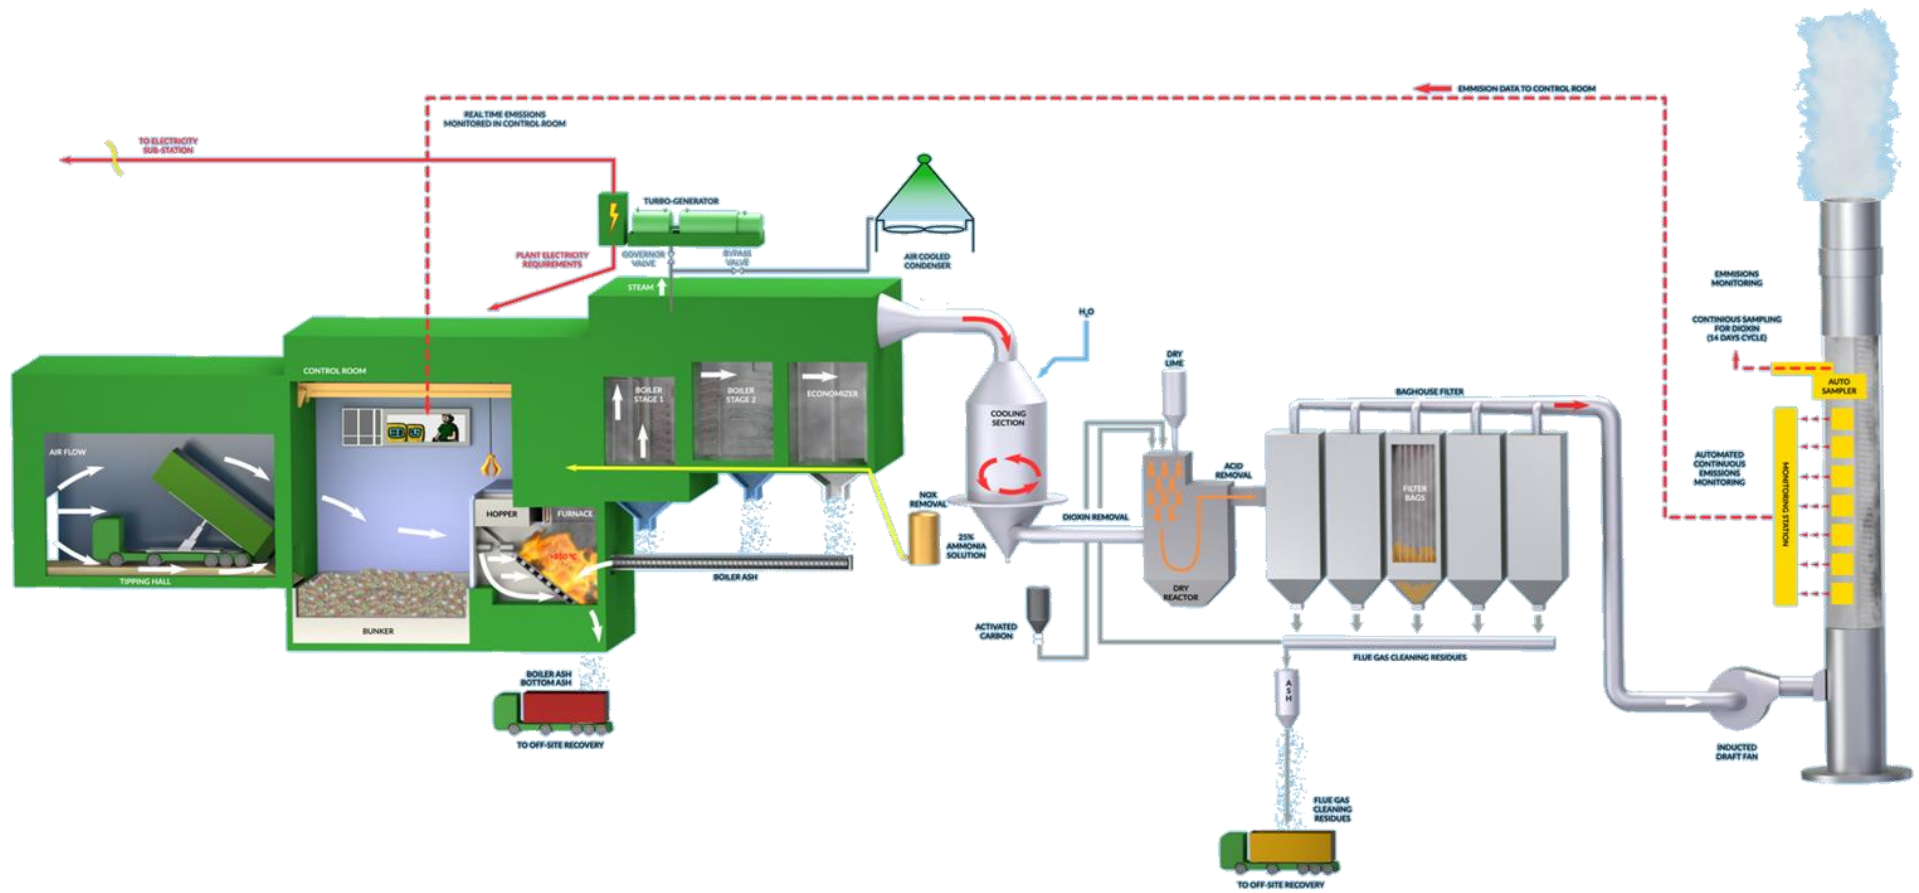 EMMISION DATA TO CONTROL ROOM
REAL TIME EMISSIONS
MONITORED IN CONTROL ROOM
TO ELECTRICITY
SUB-STATION
TURBO-GENERATOR
GOVERNOR
VALVE
BYPASS
VALVE
PLANT ELECTRICITY
REQUIREMENTS
AIR COOLED
CONDENSER
STEAM
EMMISIONS
MONITORING
CONTINIOUS SAMPLING
FOR DIOXIN
(14 DAYS CYCLE)
H₂O
CONTROL ROOM
BOILER
STAGE 1
BOILER
STAGE 2
ECONOMIZER
DRY
LIME
BAGHOUSE FILTER
AUTO
SAMPLER
COOLING
SECTION
AIR FLOW
ACID
REMOVAL
FILTER
BAGS
AUTOMATED
CONTINUOUS
EMISSIONS
MONITORING
MONITORING STATION
NOX
REMOVAL
HOPPER
FURNACE
+850 °C
DIOXIN REMOVAL
25%
AMMONIA
SOLUTION
TIPPING HALL
BOILER ASH
DRY
REACTOR
BUNKER
ACTIVATED
CARBON
FLUE GAS CLEANING RESIDUES
BOILER ASH
BOTTOM ASH
ASH
TO OFF-SITE RECOVERY
INDUCTED
DRAFT FAN
FLUE GAS
CLEANING
RESIDUES
TO OFF-SITE RECOVERY